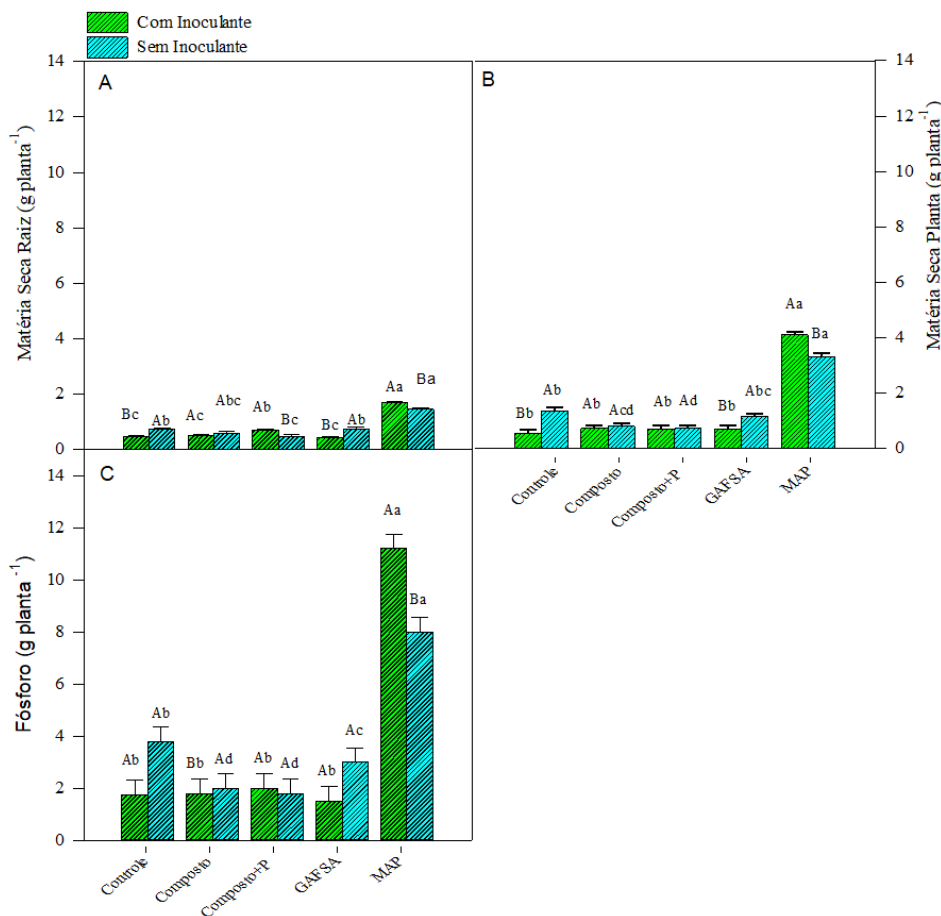 Com Inoculante
Sem Inoculante
A
Matéria Seca Raiz (g planta⁻¹)
14
12
10
8
6
4
2
0
Bc Ab Ac Abc Ab Bc Bc Ab Aa Ba
B
Matéria Seca Planta (g planta⁻¹)
14
12
10
8
6
4
2
0
Bb Ab Ab Acd Ab Ad Bb Abc Aa Ba
Controle Composto Composto+P GAFSA MAP
C
Fósforo (g planta⁻¹)
14
12
10
8
6
4
2
0
Ab Ab Bb Ad Ab Ad Ab Ac Aa Ba
Controle Composto Composto+P GAFSA MAP